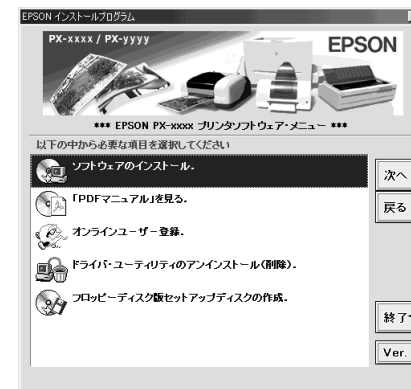 EPSON インストールプログラム
PX-xxxx / PX-yyyy
EPSON
*** EPSON PX-xxxx プリンタソフトウェア・メニュー ***
以下の中から必要な項目を選択してください
ソフトウェアのインストール.
「PDFマニュアル」を見る.
オンラインユーザー登録.
ドライバ・ユーティリティのアンインストール(削除).
フロッピーディスク版セットアップディスクの作成.
次へ
戻る
終了
Ver.